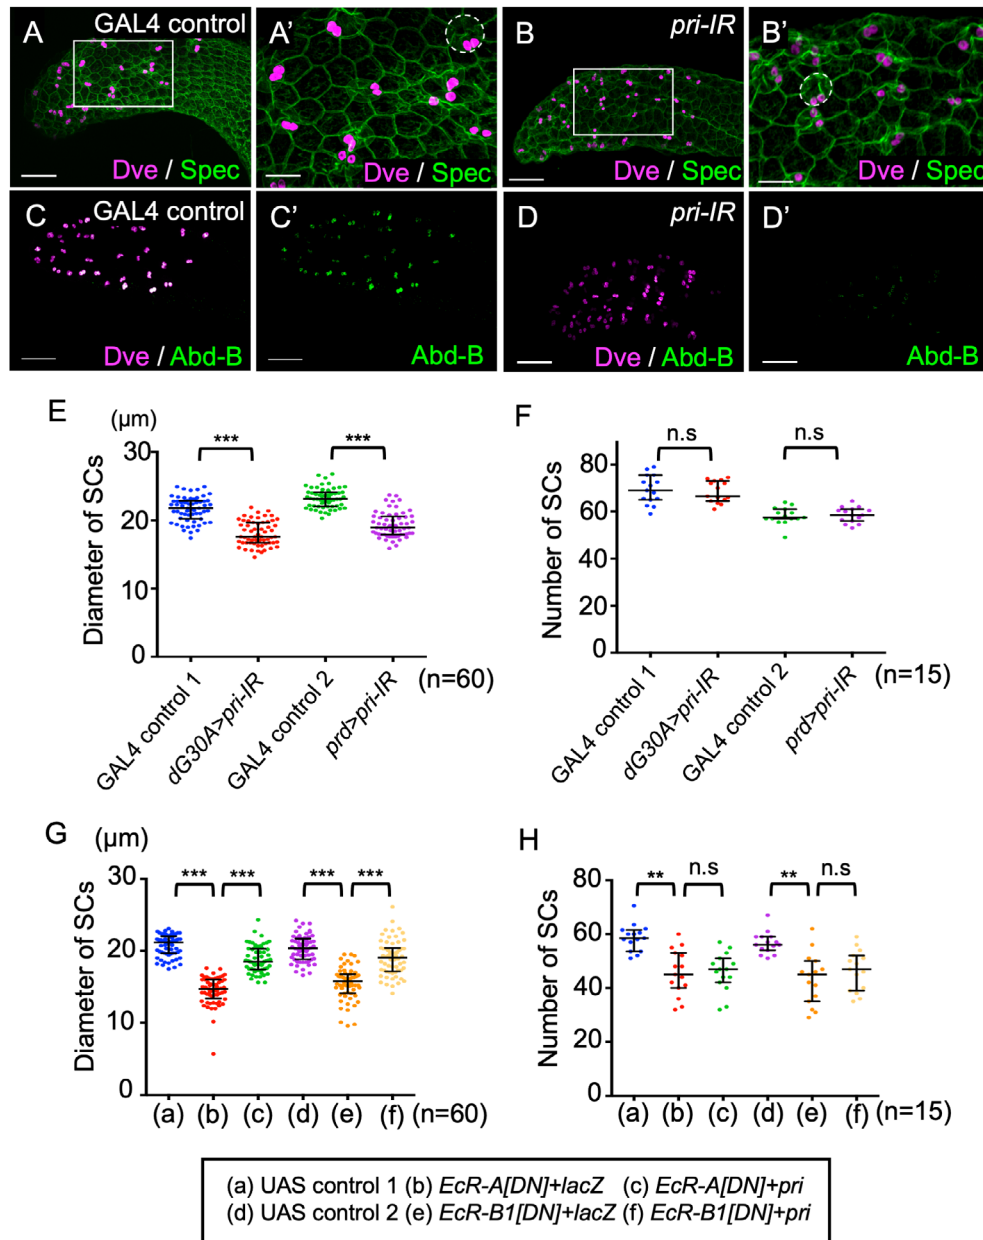 A GAL4 control
Dve / Spec
A'
Dve / Spec
B pri-IR
Dve / Spec
B'
Dve / Spec
C GAL4 control
Dve / Abd-B
C'
Abd-B
D pri-IR
Dve / Abd-B
D'
Abd-B
E (μm)
Diameter of SCs
30
20
10
0
*** ***
GAL4 control 1
dG30A>pri-IR
GAL4 control 2
prd>pri-IR
(n=60)
F
Number of SCs
80
60
40
20
0
n.s n.s
GAL4 control 1
dG30A>pri-IR
GAL4 control 2
prd>pri-IR
(n=15)
G (μm)
Diameter of SCs
30
20
10
0
*** *** *** ***
(a) (b) (c) (d) (e) (f) (n=60)
H
Number of SCs
80
60
40
20
0
** n.s ** n.s
(a) (b) (c) (d) (e) (f) (n=15)
(a) UAS control 1 (b) EcR-A[DN]+lacZ (c) EcR-A[DN]+pri
(d) UAS control 2 (e) EcR-B1[DN]+lacZ (f) EcR-B1[DN]+pri